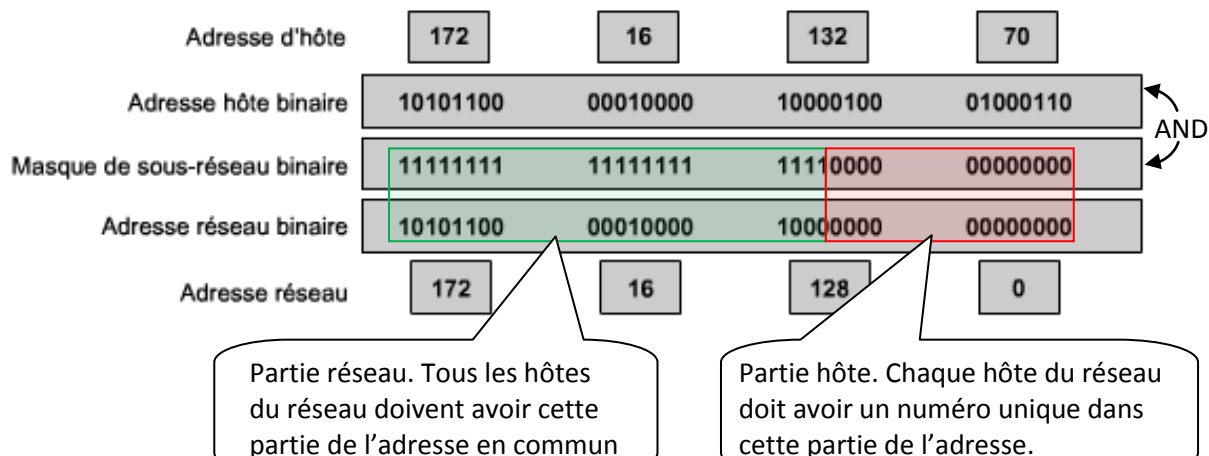 Adresse d'hôte 172 16 132 70
Adresse hôte binaire 10101100 00010000 10000100 01000110
AND
Masque de sous-réseau binaire 11111111 11111111 11110000 00000000
Adresse réseau binaire 10101100 00010000 10000000 00000000
Adresse réseau 172 16 128 0
Partie réseau. Tous les hôtes
du réseau doivent avoir cette
partie de l’adresse en commun
Partie hôte. Chaque hôte du réseau
doit avoir un numéro unique dans
cette partie de l’adresse.